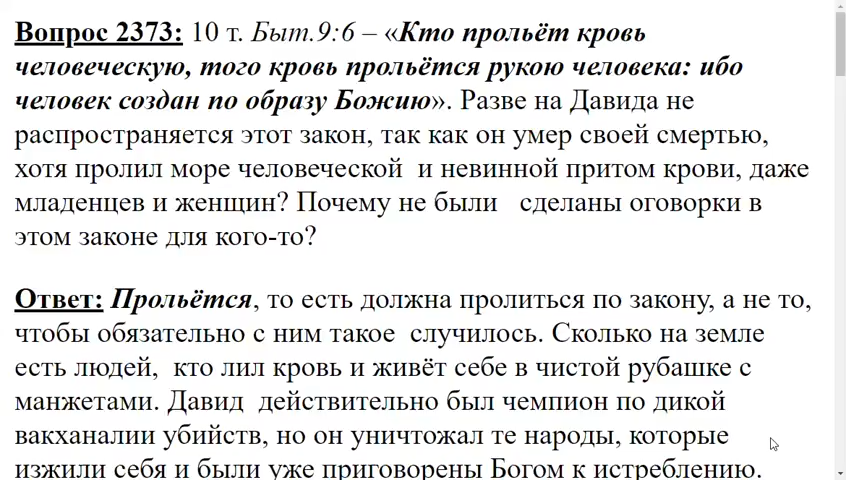 Вопрос 2373: 10 т. Быт.9:6 – «Кто прольёт кровь
человеческую, того кровь прольётся рукою человека: ибо
человек создан по образу Божию». Разве на Давида не
распространяется этот закон, так как он умер своей смертью,
хотя пролил море человеческой и невинной притом крови, даже
младенцев и женщин? Почему не были сделаны оговорки в
этом законе для кого-то?
Ответ: Прольётся, то есть должна пролиться по закону, а не то,
чтобы обязательно с ним такое случилось. Сколько на земле
есть людей, кто лил кровь и живёт себе в чистой рубашке с
манжетами. Давид действительно был чемпион по дикой
вакханалии убийств, но он уничтожал те народы, которые
изжили себя и были уже приговорены Богом к истреблению.